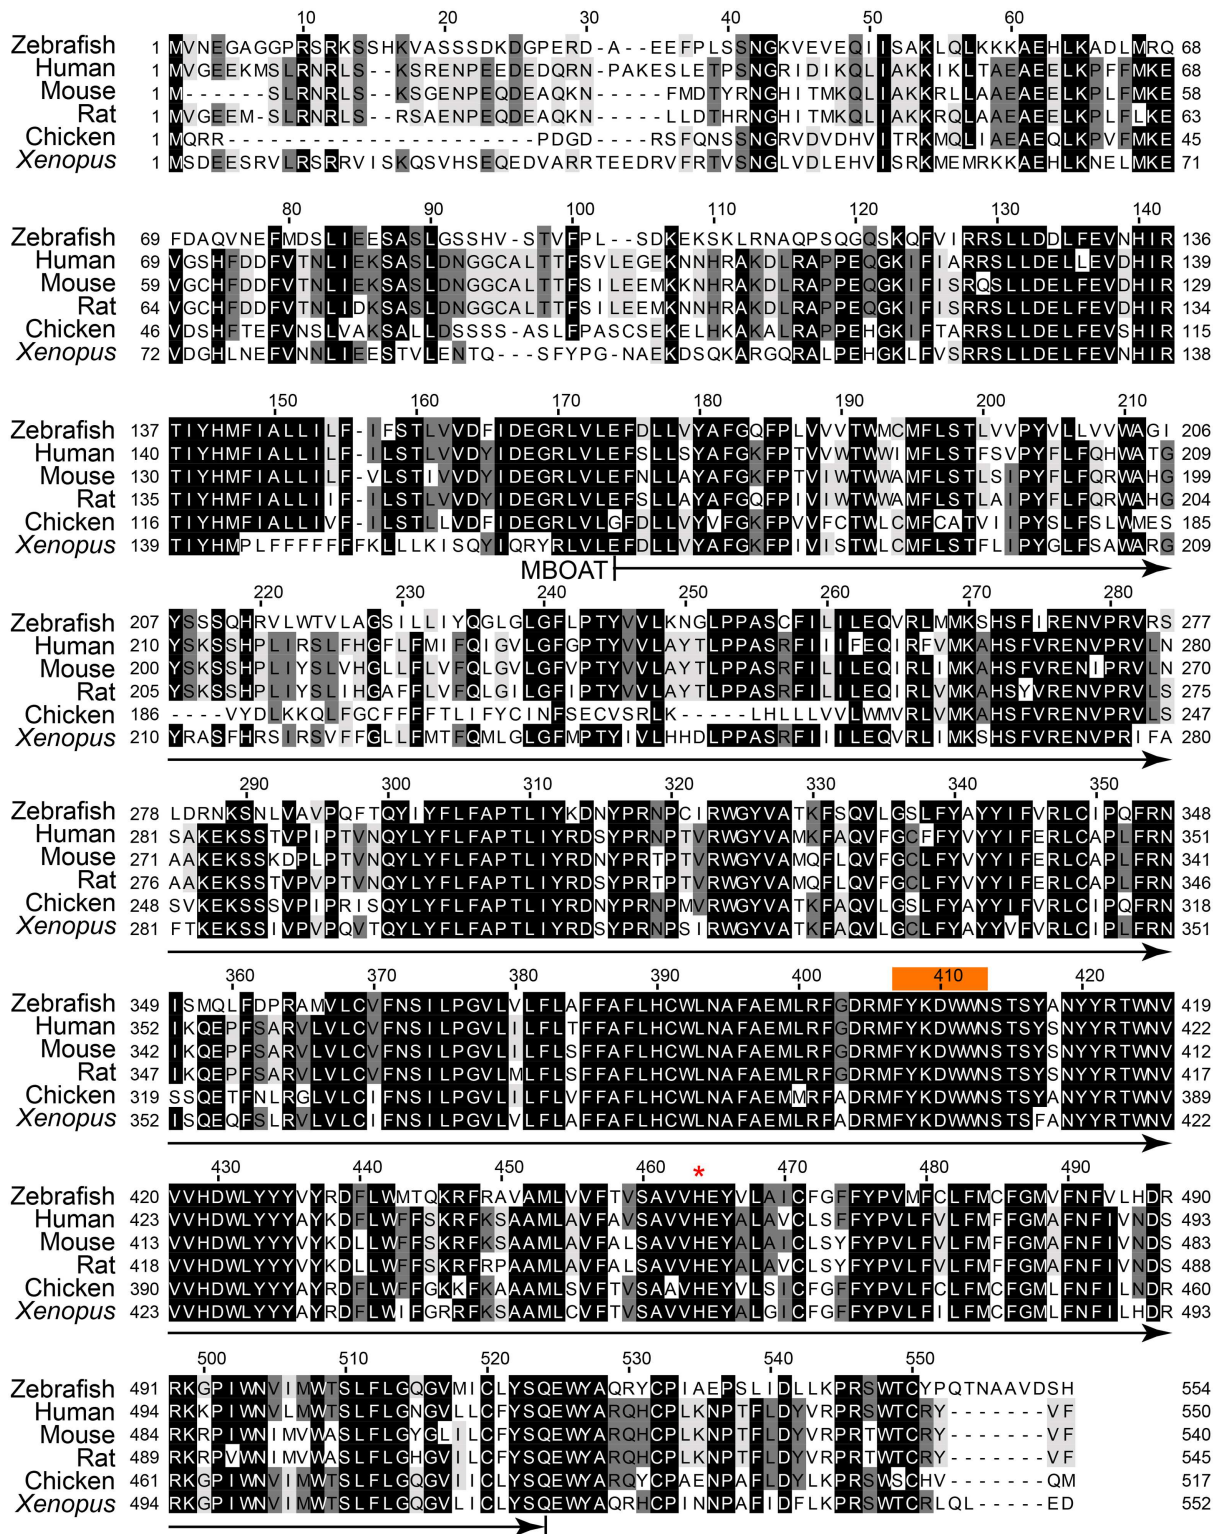 10 20 30 40 50 60
Zebrafish 1 MVNEGAGGPRSRKSSHKVASSSDKDGPERD-A--EEFPLSSNGKVEVEQIISAKLQLKKKAEHLKADLMRQ 68
Human 1 MVGEEKMSLRNRLS--KSRENPEEDEDQRN-PAKESLETPSNGRIDIKQLIAKKIKLTAEAEELKPFFMKE 68
Mouse 1 M------SLRNRLS--KSGENPEQDEAQKN----FMDTYRNGHITMKQLIAKKRLLAAEAEELKPLFMKE 58
Rat 1 MVGEEM-SLRNRLS--RSAENPEQDEAQKN----LLDTHRNGHITMKQLIAKKRQLAAEAEELKPLFLKE 63
Chicken 1 MQRR----------------------PDGD---RSFQNSSNGRVDVDHVITRKMQLIAEAEQLKPVFMKE 45
Xenopus 1 MSDEESRVLRSRRVISKQSVHSEQEDVARRTEEDRVFRTVSNGLVDLEHVISRKMEMRKKAEHLKNELMKE 71
80 90 100 110 120 130 140
Zebrafish 69 FDAQVNEFMDSLIEESASLGSSHV-STVFPL--SDKEKSKLRNAQPSQGQSKQFVIRRSLLDDLFEVNHIR 136
Human 69 VGSHFDDFVTNLIEKSASLDNGGCALTTFSVLEGEKNNHRAKDLRAPPEQGKIFIARRSLLDELLEVDHIR 139
Mouse 59 VGCHFDDFVTNLIEKSASLDNGGCALTTFSILEEMKKNHRAKDLRAPPEQGKIFISRQSLLDELFEVDHIR 129
Rat 64 VGCHFDDFVTNLIDKSASLDNGGCALTTFSILEEMKNNHRAKDLRAPPEQGKIFISRRSLLDELFEVDHIR 134
Chicken 46 VDSHFTEFVNSLVAKSALLDSSSS-ASLFPASCSEKELHKAKALRAPPEHGKIFTARRSLLDELFEVSHIR 115
Xenopus 72 VDGHLNEFVNNLIEESTVLENTQ---SFYPG-NAEKDSQKARGQRALPEHGKLFVSRRSLLDELFEVNHIR 138
150 160 170 180 190 200 210
Zebrafish 137 TIYHMFIALLILF-IFSTLVVDFIDEGRLVLEFDLLVYAFGQFPLVVVTWMCMFLSTLVVPYVLLVVWAGI 206
Human 140 TIYHMFIALLILF-ILSTLVVDYIDEGRLVLEFSLLSYAFGKFPTVVWTWWIMFLSTFSVPYFLFQHWATG 209
Mouse 130 TIYHMFIALLILF-VLSTIVVDYIDEGRLVLEFNLLAYAFGKFPTVIWTWWAMFLSTLSIPYFLFQRWAHG 199
Rat 135 TIYHMFIALLIIF-ILSTLVVDYIDEGRLVLEFSLLAYAFGQFPIVIWTWWAMFLSTLAIPYFLFQRWAHG 204
Chicken 116 TIYHMFIALLIVF-ILSTLLVDFIDEGRLVLGFDLLVYVFGKFPVVFCTWLCMFCATVIIPYSLFSLWMES 185
Xenopus 139 TIYHMPLFFFFFFFKLLLKISQYIQRYRLVLEFDLLVYAFGKFPIVISTWLCMFLSTFLIPYGLFSAWARG 209
MBOAT
220 230 240 250 260 270 280
Zebrafish 207 YSSSQHRVLWTVLAGSILLIYQGLGLGFLPTYVVLKNGLPPASCFILILEQVRLMMKSHSFIRENVPRVRS 277
Human 210 YSKSSHPLIRSLFHGFLFMIFQIGVLGFGPTYVVLAYTLPPASRFIIIFEQIRFVMKAHSFVRENVPRVLN 280
Mouse 200 YSKSSHPLIYSLVHGLLFLVFQLGVLGFVPTYVVLAYTLPPASRFILILEQIRLIMKAHSFVRENIPRVLN 270
Rat 205 YSKSSHPLIYSLIHGAFFLVFQLGILGFIPTYVVLAYTLPPASRFILILEQIRLVMKAHSYVRENVPRVLS 275
Chicken 186 ----VYDLKKQLFGCFFFFTLIFYCINFSECVSRLK-----LHLLLVVLWMVRLVMKAHSFVRENVPRVLS 247
Xenopus 210 YRASFHRSIRSVFFGLLFMTFQMLGLGFMPTYIVLHHDLPPASRFIIILEQVRLIMKSHSFVRENVPRIFA 280
290 300 310 320 330 340 350
Zebrafish 278 LDRNKSNLVAVPQFTQYIYFLFAPTLIYKDNYPRNPCIRWGYVATKFSQVLGSLFYAYYIFVRLCIPQFRN 348
Human 281 SAKEKSSTVPIPTVNQYLYFLFAPTLIYRDSYPRNPTVRWGYVAMKFAQVFGCFFYVYYIFERLCAPLFRN 351
Mouse 271 AAKEKSSKDPLPTVNQYLYFLFAPTLIYRDNYPRTPTVRWGYVAMQFLQVFGCLFYVYYIFERLCAPLFRN 341
Rat 276 AAKEKSSTVPVPTVNQYLYFLFAPTLIYRDSYPRTPTVRWGYVAMQFLQVFGCLFYVYYIFERLCAPLFRN 346
Chicken 248 SVKEKSSSVPIPRISQYLYFLFAPTLIYRDNYPRNPMVRWGYVATKFAQVLGSLFYAYYIFVRLCIPQFRN 318
Xenopus 281 FTKEKSSIVPVPQVTQYLYFLFAPTLIYRDSYPRNPSIRWGYVATKFAQVLGCLFYAYYVFVRLCIPLFRN 351
360 370 380 390 400 410 420
Zebrafish 349 ISMQLFDPRAMVLCVFNSILPGVLVLFLAFFAFLHCWLNAFAEMLRFGDRMFYKDWWNSTSYANYYRTWNV 419
Human 352 IKQEPFSARVLVLCVFNSILPGVLILFLTFFAFLHCWLNAFAEMLRFGDRMFYKDWWNSTSYANYYRTWNV 422
Mouse 342 IKQEPFSARVLVLCVFNSILPGVLILFLSFFAFLHCWLNAFAEMLRFGDRMFYKDWWNSTSYSNYYRTWNV 412
Rat 347 IKQEPFSARVLVLCVFNSILPGVLMLFLSFFAFLHCWLNAFAEMLRFGDRMFYKDWWNSTSYSNYYRTWNV 417
Chicken 319 SSQETFNLRGLVLCIFNSILPGVLILFLVFFAFLHCWLNAFAEMMRFADRMFYKDWWNSTSYANYYRTWNV 389
Xenopus 352 ISQEQFSLRVLVLCIFNSILPGVLVLFLAFFAFLHCWLNAFAEMLRFADRMFYKDWWNSTSFANYYRTWNV 422
430 440 450 460 * 470 480 490
Zebrafish 420 VVHDWLYYYVYRDFLWMTQKRFRAVAMLVVFTVSAVVHEYVLAICFGFFYPVMFCLFMCFGMVFNFVLHDR 490
Human 423 VVHDWLYYYAYKDFLWFFSKRFKSAAMLAVFAVSAVVHEYALAVCLSFFYPVLFVLFMFFGMAFNFIVNDS 493
Mouse 413 VVHDWLYYYVYKDLLWFFSKRFKSAAMLAVFALSAVVHEYALAICLSYFYPVLFVLFMFFGMAFNFIVNDS 483
Rat 418 VVHDWLYYYVYKDLLWFFSKRFRPAAMLAVFALSAVVHEYALAVCLSYFYPVLFVLFMFFGMAFNFIVNDS 488
Chicken 390 VVHDWLYYYAYRDFLWFFGKKFKAAAMLSVFTVSAAVHEYVLSICFGFFYPVLFCLFMCFGMLFNFILNDR 460
Xenopus 423 VVHDWLYYYAYRDFLWIFGRRFKSAAMLCVFTVSAVVHEYALGICFGFFYPVLFILFMCFGMLFNFILHDR 493
500 510 520 530 540 550
Zebrafish 491 RKGPIWNVIMWTSLFLGQGVMICLYSQEWYAQRYCPIAEPSLIDLLKPRSWTCYPQTNAAVDSH 554
Human 494 RKKPIWNVLMWTSLFLGNGVLLCFYSQEWYARQHCPLKNPTFLDYVRPRSWTCRY-------VF 550
Mouse 484 RKRPIWNIMVWASLFLGYGLILCFYSQEWYARQHCPLKNPTFLDYVRPRTWTCRY-------VF 540
Rat 489 RKRPVWNIMVWASLFLGHGVILCFYSQEWYARQHCPLKNPTFLDYVRPRTWTCRY-------VF 545
Chicken 461 RKGPIWNVIMWTSLFLGQGVIICLYSQEWYARQYCPAENPAFLDYLKPRSWSCHV-------QM 517
Xenopus 494 RKGPIWNVIMWTSLFLGQGVLICLYSQEWYAQRHCPINNPAFIDFLKPRSWTCRLQL-----ED 552